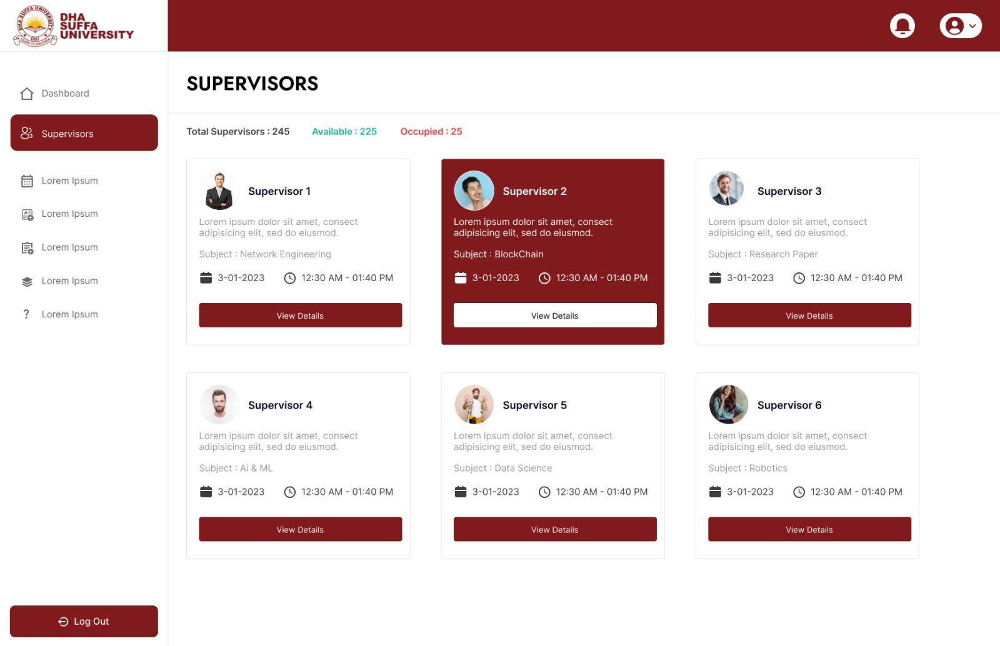 DHA SUFFA UNIVERSITY
DSU
LEARN TO DISCOVER
DHA
SUFFA
UNIVERSITY
SUPERVISORS
Dashboard
Supervisors
Lorem Ipsum
Lorem Ipsum
Lorem Ipsum
Lorem Ipsum
? Lorem Ipsum
Log Out
Total Supervisors : 245 Available : 225 Occupied : 25
Supervisor 1
Lorem ipsum dolor sit amet, consect
adipisicing elit, sed do eiusmod.
Subject : Network Engineering
3-01-2023 12:30 AM - 01:40 PM
View Details
Supervisor 2
Lorem ipsum dolor sit amet, consect
adipisicing elit, sed do eiusmod.
Subject : BlockChain
3-01-2023 12:30 AM - 01:40 PM
View Details
Supervisor 3
Lorem ipsum dolor sit amet, consect
adipisicing elit, sed do eiusmod.
Subject : Research Paper
3-01-2023 12:30 AM - 01:40 PM
View Details
Supervisor 4
Lorem ipsum dolor sit amet, consect
adipisicing elit, sed do eiusmod.
Subject : Ai & ML
3-01-2023 12:30 AM - 01:40 PM
View Details
Supervisor 5
Lorem ipsum dolor sit amet, consect
adipisicing elit, sed do eiusmod.
Subject : Data Science
3-01-2023 12:30 AM - 01:40 PM
View Details
Supervisor 6
Lorem ipsum dolor sit amet, consect
adipisicing elit, sed do eiusmod.
Subject : Robotics
3-01-2023 12:30 AM - 01:40 PM
View Details